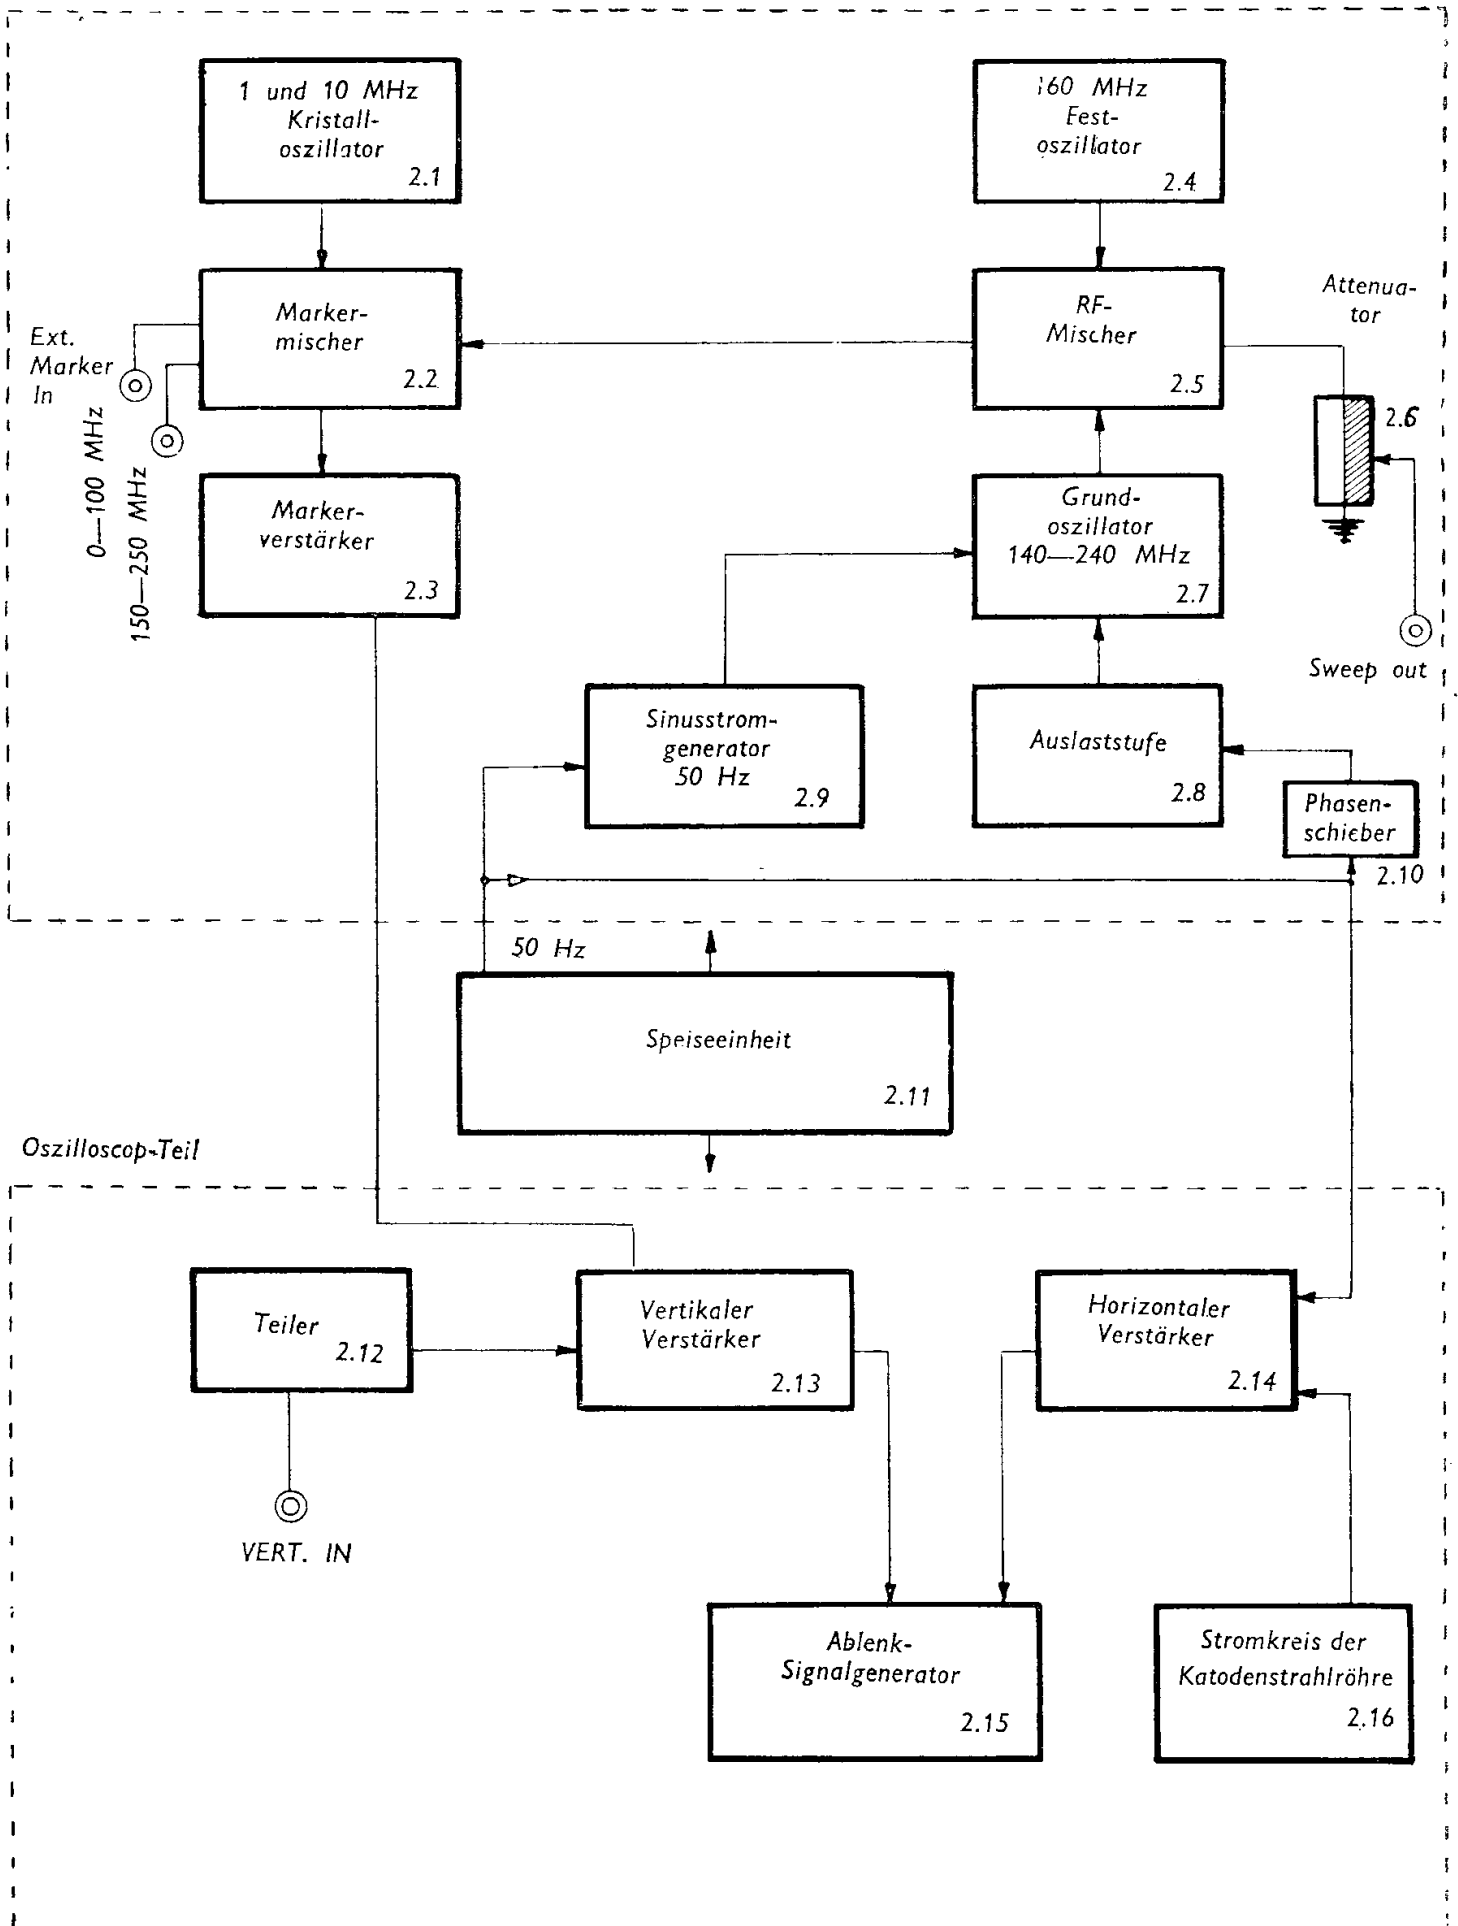 1 und 10 MHz
Kristall-
oszillator
2.1
160 MHz
Fest-
oszillator
2.4
Ext.
Marker
In
0—100 MHz
150—250 MHz
Marker-
mischer
2.2
RF-
Mischer
2.5
Attenua-
tor
2.6
Marker-
verstärker
2.3
Grund-
oszillator
140—240 MHz
2.7
Sweep out
Sinusstrom-
generator
50 Hz
2.9
Auslaststufe
2.8
Phasen-
schieber
2.10
50 Hz
Speiseeinheit
2.11
Oszilloscop-Teil
Teiler
2.12
VERT. IN
Vertikaler
Verstärker
2.13
Horizontaler
Verstärker
2.14
Ablenk-
Signalgenerator
2.15
Stromkreis der
Katodenstrahlröhre
2.16